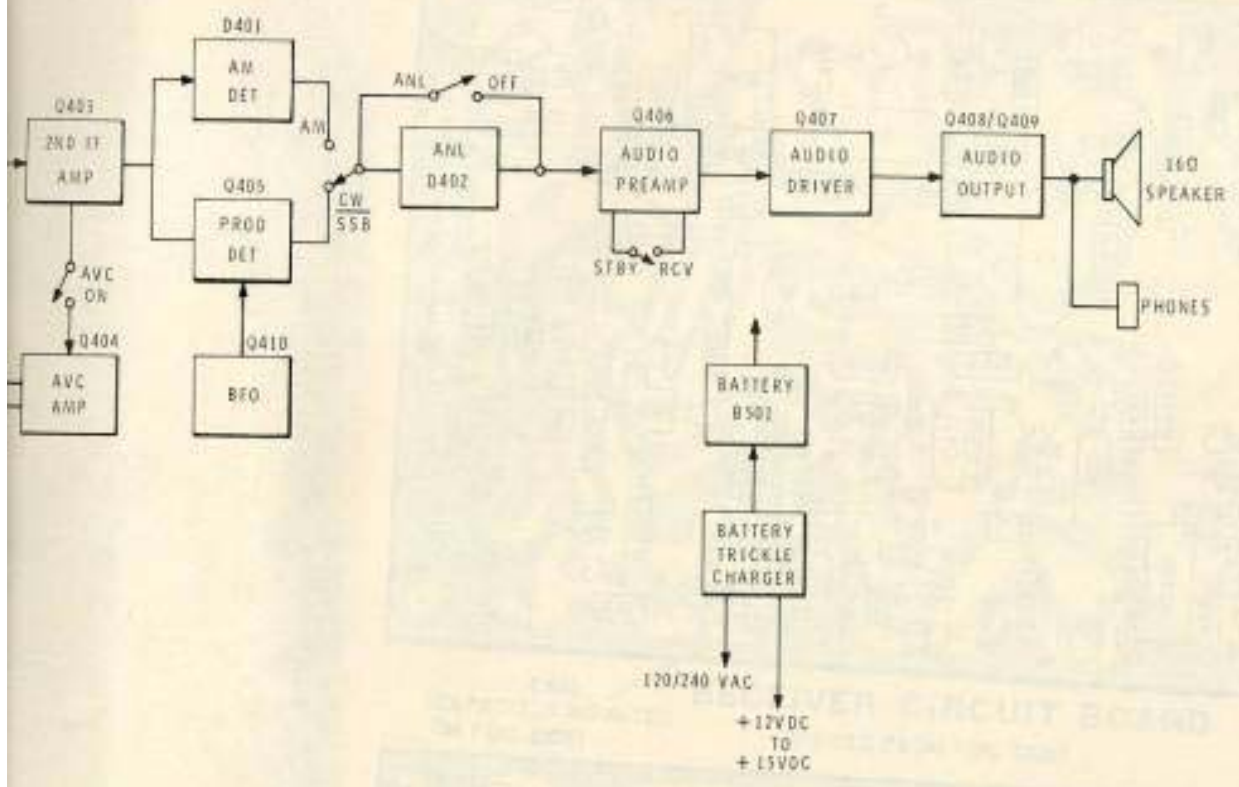 D401
AM
DET
Q403
2ND IF
AMP
AM
ANL
OFF
ANL
D402
Q405
PROD
DET
CW
SSB
AVC
ON
Q404
AVC
AMP
Q410
BFO
Q406
AUDIO
PREAMP
STBY
RCV
Q407
AUDIO
DRIVER
Q408/Q409
AUDIO
OUTPUT
16Ω
SPEAKER
PHONES
BATTERY
B501
BATTERY
TRICKLE
CHARGER
120/240 VAC
+12VDC
TO
+15VDC
RECEIVER CIRCUIT BOARD